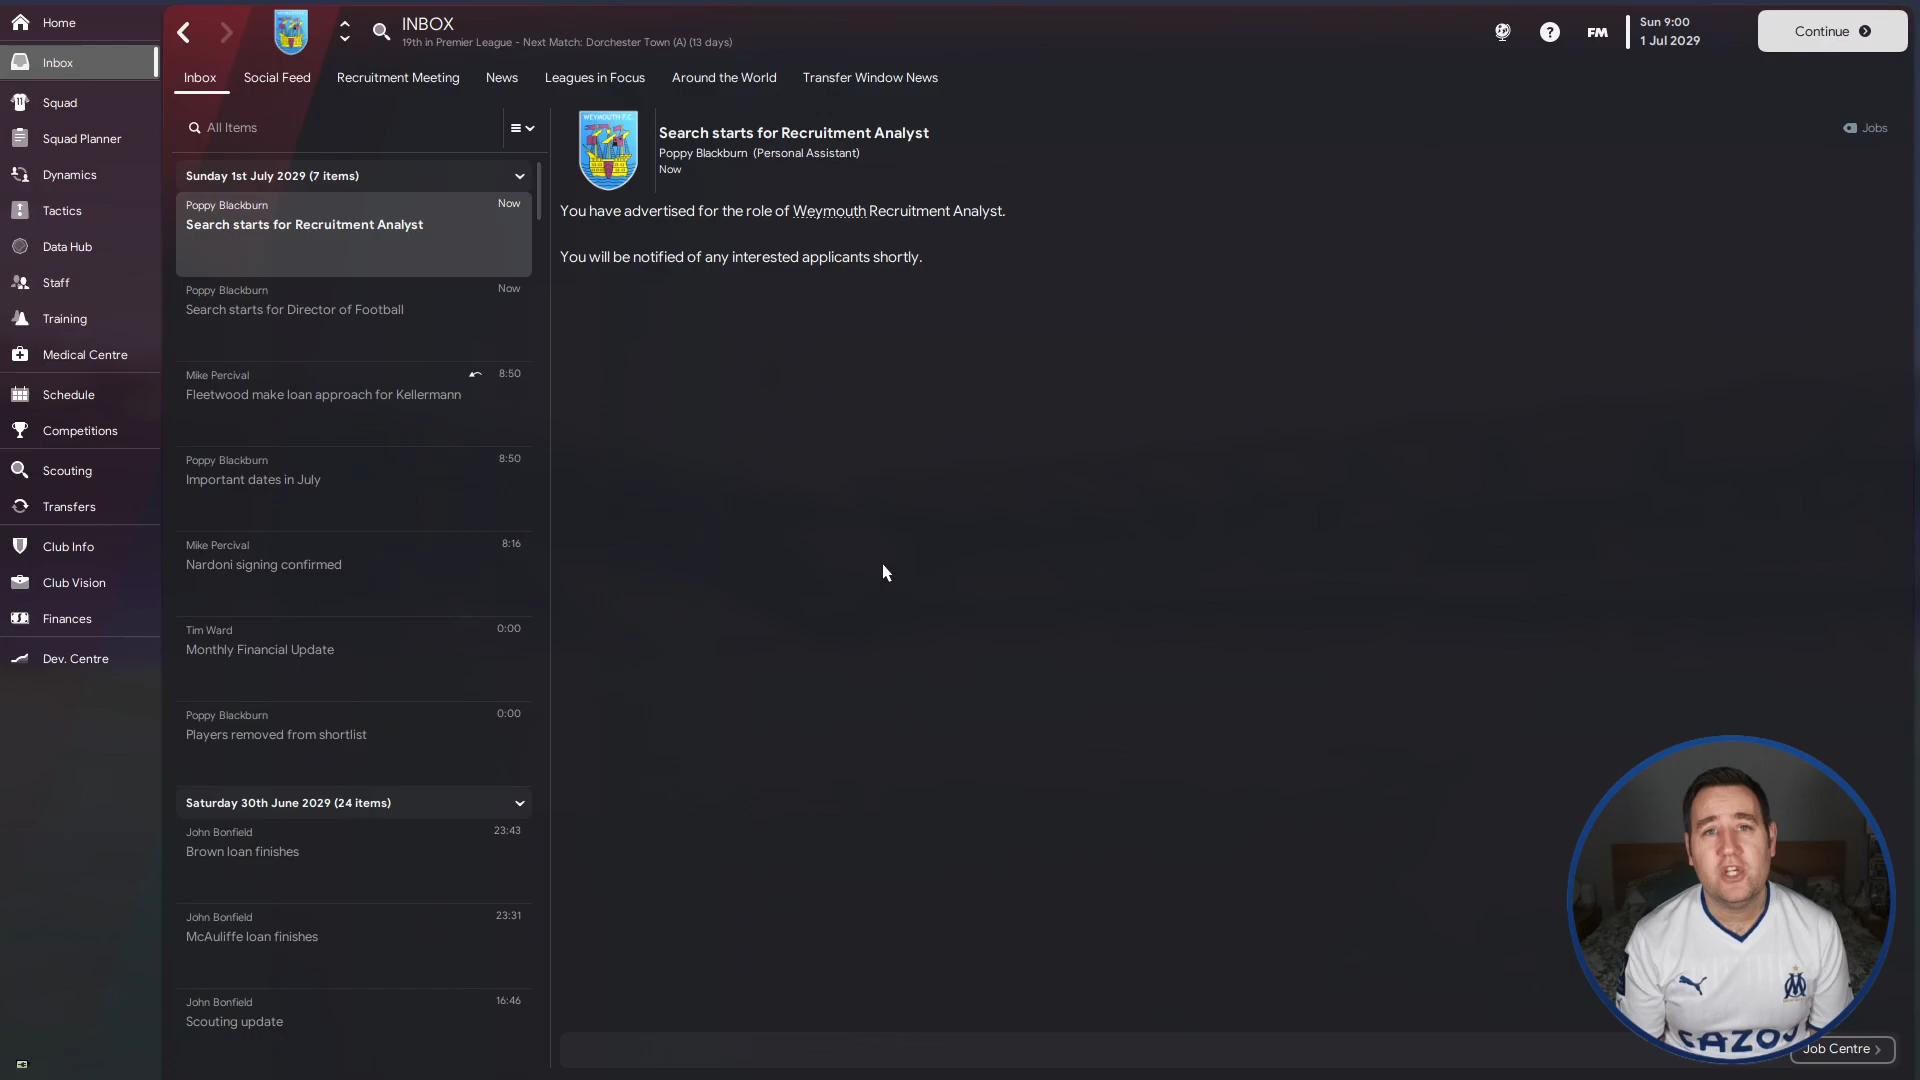 Home
Inbox
Squad
Squad Planner
Dynamics
Tactics
Data Hub
Staff
Training
Medical Centre
Schedule
Competitions
Scouting
Transfers
Club Info
Club Vision
Finances
Dev. Centre
INBOX
19th in Premier League - Next Match: Dorchester Town (A) (13 days)
FM
Sun 9:00
1 Jul 2029
Continue
Inbox Social Feed Recruitment Meeting News Leagues in Focus Around the World Transfer Window News
All Items
Sunday 1st July 2029 (7 items)
Poppy Blackburn Now
Search starts for Recruitment Analyst
Poppy Blackburn Now
Search starts for Director of Football
Mike Percival 8:50
Fleetwood make loan approach for Kellermann
Poppy Blackburn 8:50
Important dates in July
Mike Percival 8:16
Nardoni signing confirmed
Tim Ward 0:00
Monthly Financial Update
Poppy Blackburn 0:00
Players removed from shortlist
Saturday 30th June 2029 (24 items)
John Bonfield 23:43
Brown loan finishes
John Bonfield 23:31
McAuliffe loan finishes
John Bonfield 16:46
Scouting update
WEYMOUTH F.C.
Search starts for Recruitment Analyst
Poppy Blackburn (Personal Assistant)
Now
Jobs
You have advertised for the role of Weymouth Recruitment Analyst.
You will be notified of any interested applicants shortly.
CAZOO
Job Centre